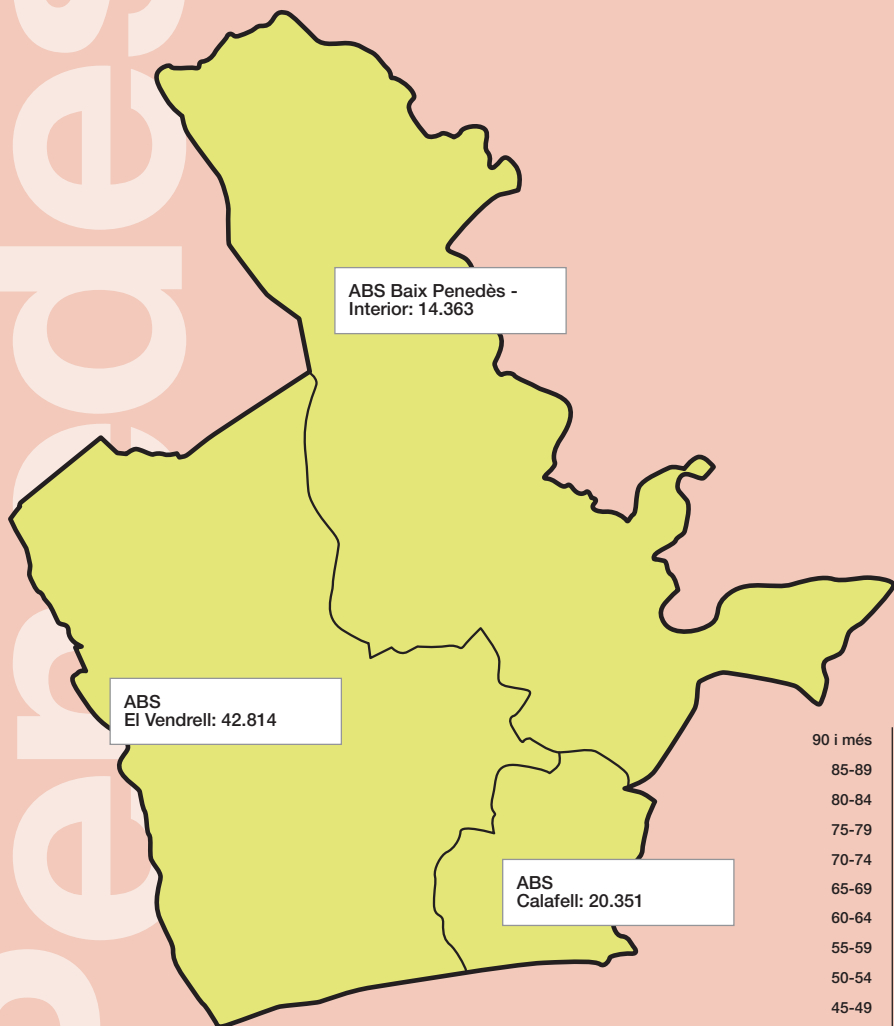 Penedès
ABS Baix Penedès -
Interior: 14.363
ABS
El Vendrell: 42.814
ABS
Calafell: 20.351
90 i més
85-89
80-84
75-79
70-74
65-69
60-64
55-59
50-54
45-49